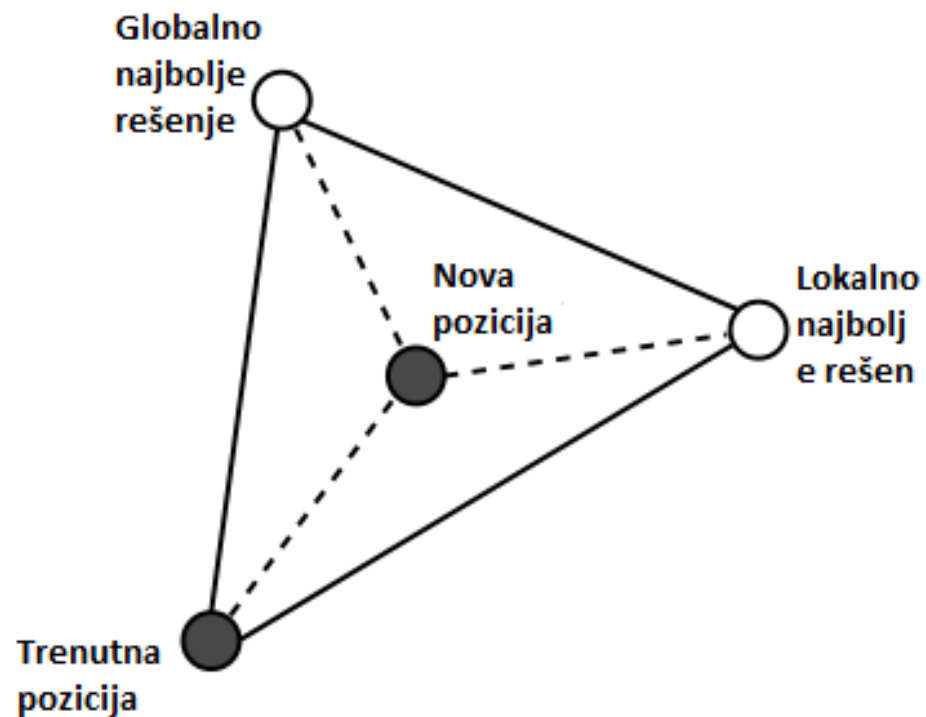 Globalno
najbolje
rešenje
Nova
pozicija
Lokalno
najbolj
e rešen
Trenutna
pozicija